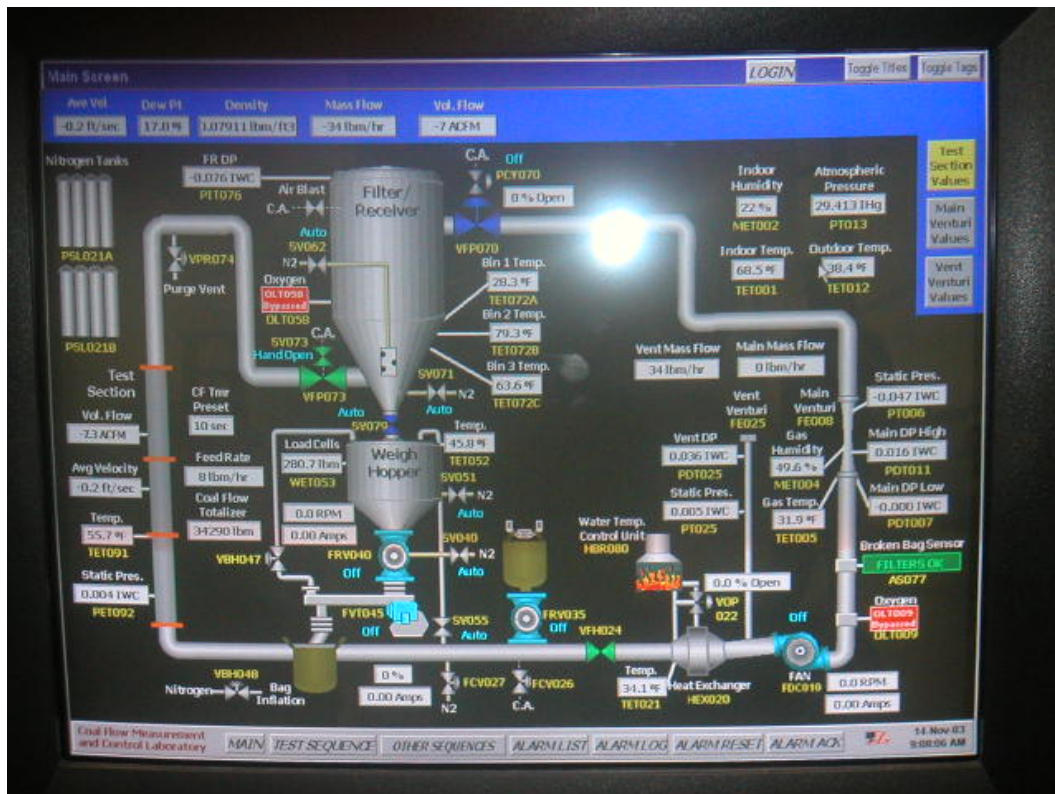 Main Screen
LOGIN
Toggle Titles
Toggle Tags
Ave Vel
Dew Pt
Density
Mass Flow
Vol. Flow
-0.2 ft/sec
17.0 ºF
1.07911 lbm/ft3
-34 lbm/hr
-7 ACFM
Nitrogen Tanks
PSL021A
PSL021B
FR DP
-0.076 IWC
PIT076
Air Blast
C.A.
Auto
SV062
N2
Oxygen
OLT058
Bypassed
OLT058
C.A.
SV073
Hand Open
VFP073
VPR074
Purge Vent
Filter/
Receiver
C.A.
Off
PCV070
0 % Open
VFP070
Bin 1 Temp.
28.3 ºF
TET072A
Bin 2 Temp.
79.3 ºF
TET072B
Bin 3 Temp.
63.6 ºF
TET072C
Indoor
Humidity
22 %
MET002
Atmospheric
Pressure
29.413 IHg
PT013
Indoor Temp.
68.5 ºF
TET001
Outdoor Temp.
38.4 ºF
TET012
Test
Section
Values
Main
Venturi
Values
Vent
Venturi
Values
Test
Section
Vol. Flow
-7.3 ACFM
Avg Velocity
-0.2 ft/sec
Temp.
55.7 ºF
TET091
Static Pres.
0.004 IWC
PET092
CF Tmr
Preset
10 sec
Feed Rate
8 lbm/hr
Coal Flow
Totalizer
34290 lbm
Auto
SV079
SV071
N2
Auto
Load Cells
280.7 lbm
WET053
Weigh
Hopper
Temp.
45.8 ºF
TET052
SV051
N2
Auto
0.0 RPM
0.00 Amps
FRV040
Off
SV040
N2
Auto
VBH047
FVT045
Off
SV055
Auto
FRV035
Off
VFH024
VBH048
Nitrogen
Bag
Inflation
0 %
0.00 Amps
FCV027
N2
FCV026
C.A.
Vent Mass Flow
34 lbm/hr
Main Mass Flow
0 lbm/hr
Vent
Venturi
FE025
Main
Venturi
FE008
Vent DP
0.036 IWC
PDT025
Static Pres.
0.005 IWC
PT025
Gas
Humidity
49.6 %
MET004
Gas Temp.
31.9 ºF
TET005
Static Pres.
-0.047 IWC
PT006
Main DP High
0.016 IWC
PDT011
Main DP Low
-0.000 IWC
PDT007
Water Temp.
Control Unit
HBR080
0.0 % Open
VOP
022
Broken Bag Sensor
FILTERS OK
AS077
Oxygen
OLT009
Bypassed
OLT009
Temp.
34.1 ºF
TET021
Heat Exchanger
HEX020
Off
FAN
FDC010
0.0 RPM
0.00 Amps
Coal Flow Measurement
and Control Laboratory
MAIN
TEST SEQUENCE
OTHER SEQUENCES
ALARM LIST
ALARM LOG
ALARM RESET
ALARM ACK
14-Nov-03
9:08:06 AM